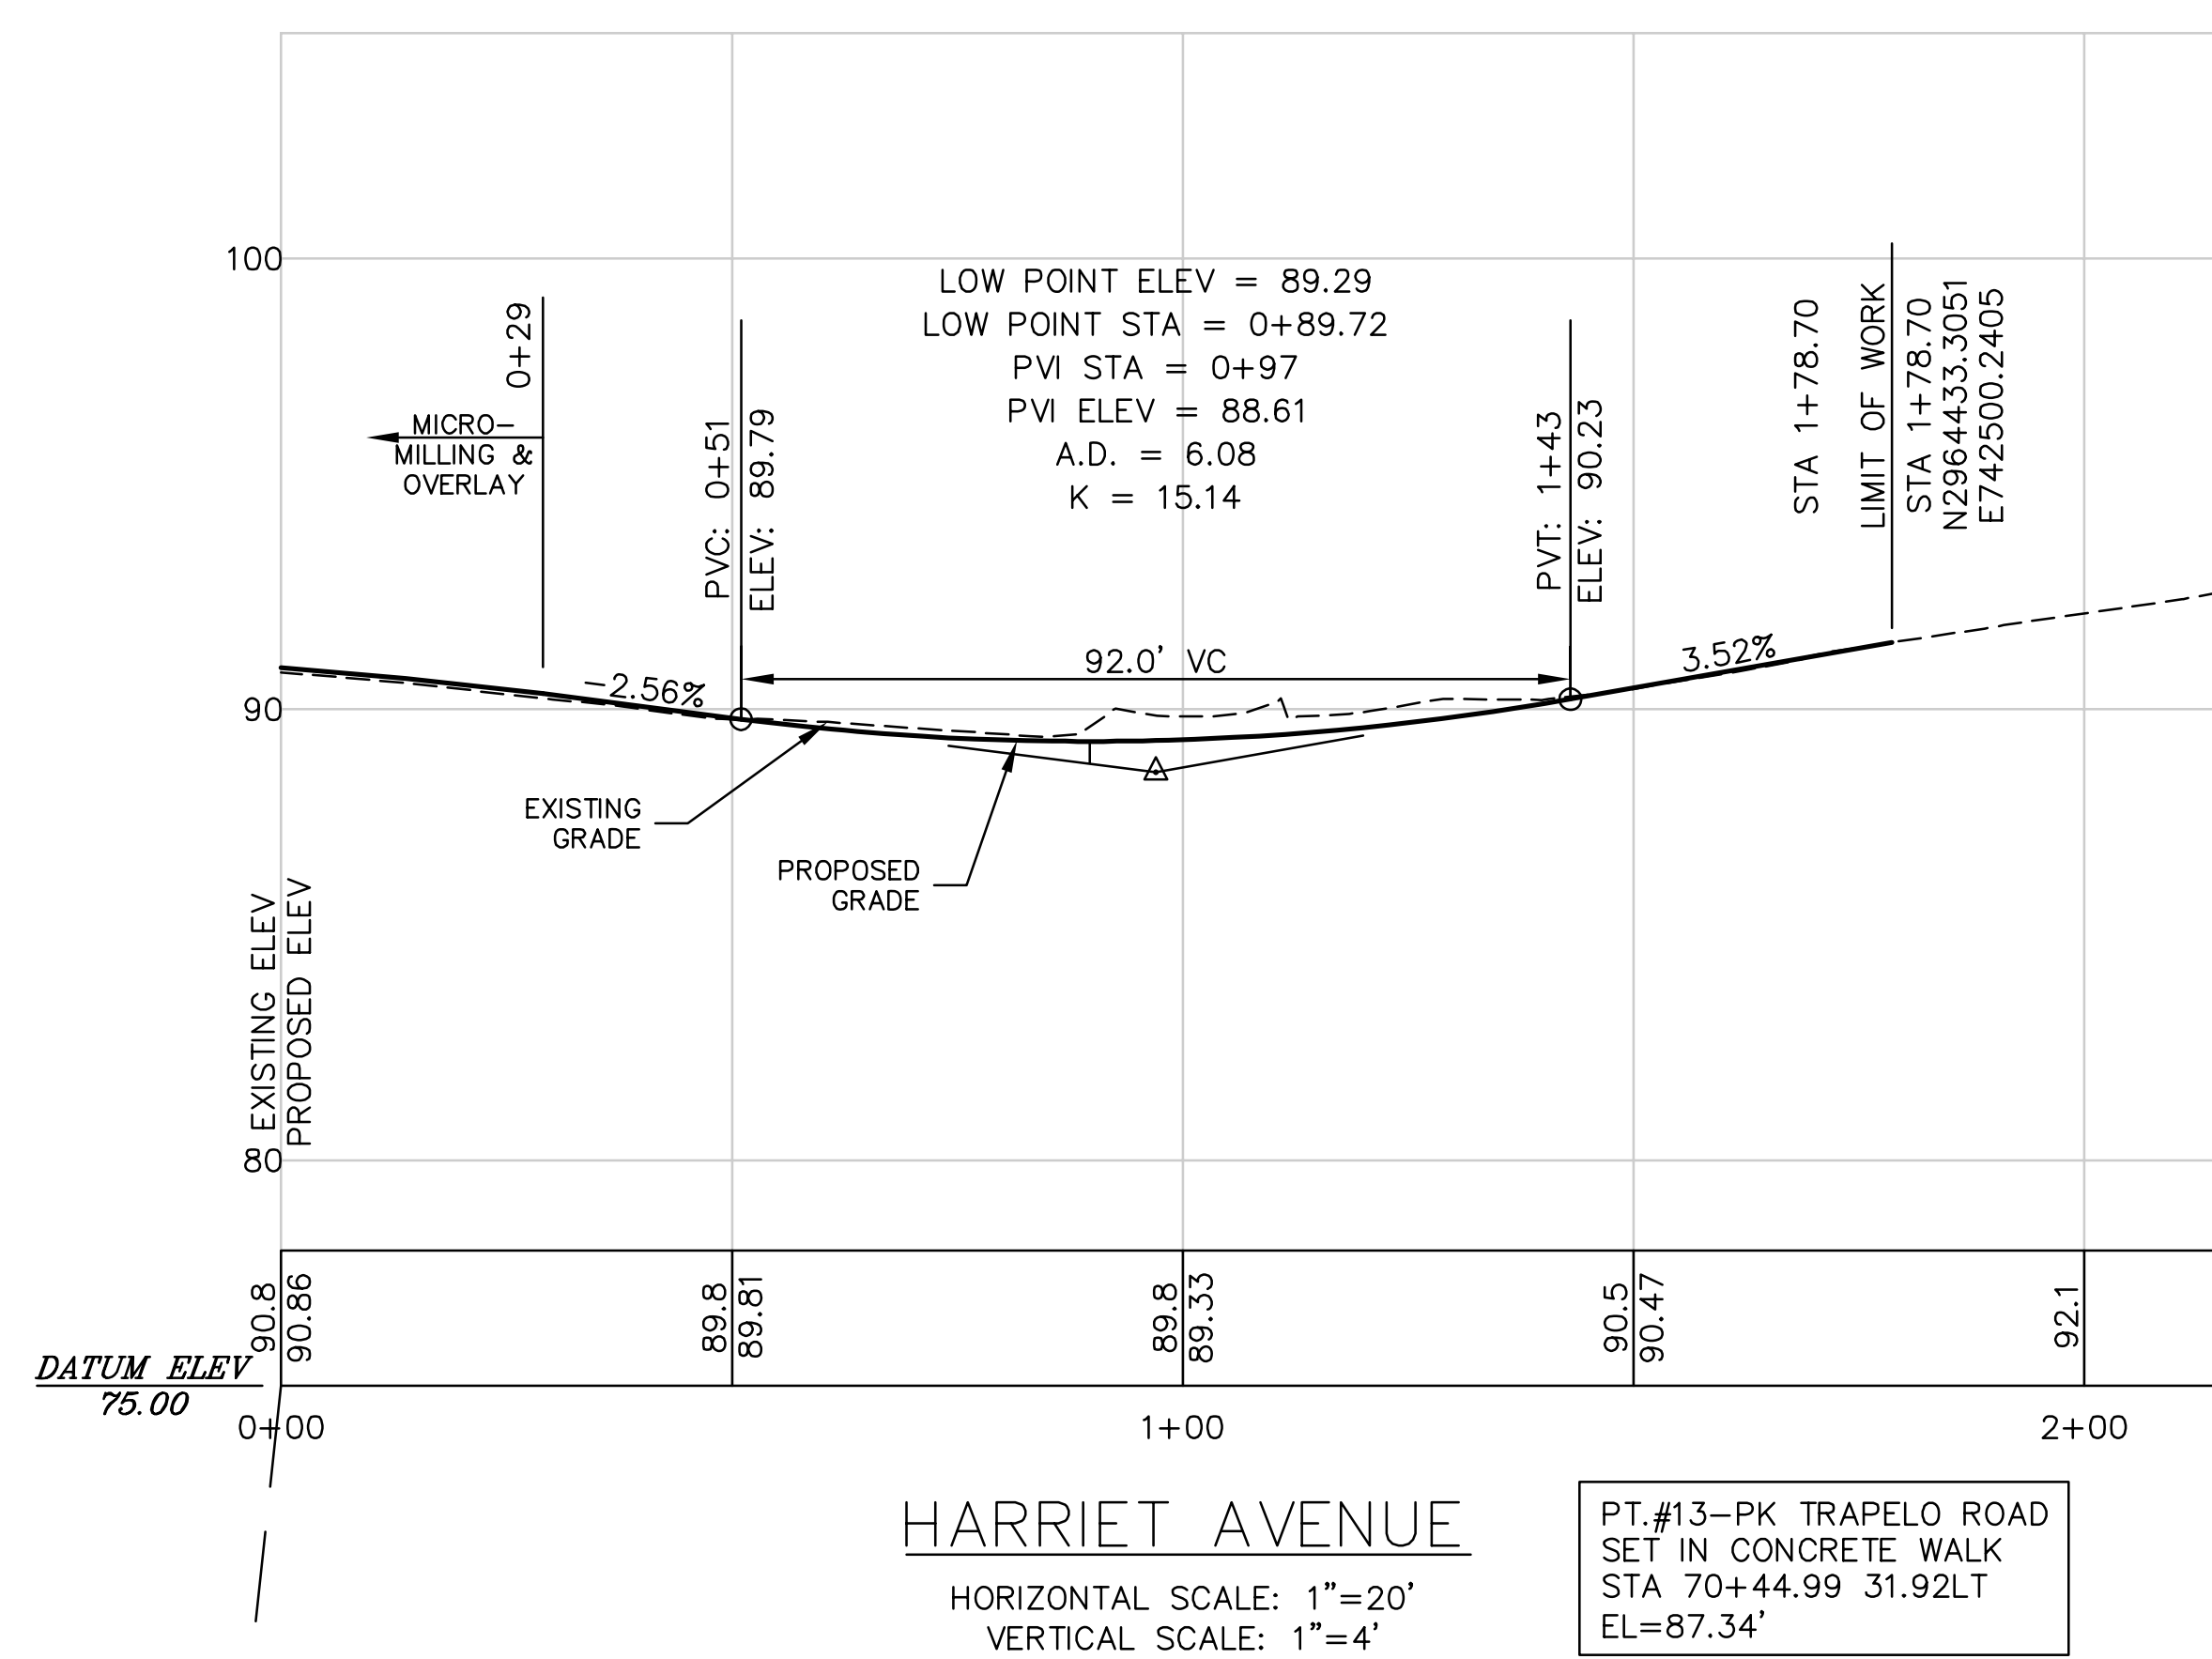 100
90
80
0+29
MICRO-
MILLING &
OVERLAY
PVC: 0+51
ELEV: 89.79
LOW POINT ELEV = 89.29
LOW POINT STA = 0+89.72
PVI STA = 0+97
PVI ELEV = 88.61
A.D. = 6.08
K = 15.14
PVT: 1+43
ELEV: 90.23
STA 1+78.70
LIMIT OF WORK
STA 1+78.70
N2964433.3051
E742500.2405
-2.56%
92.0' VC
3.52%
EXISTING
GRADE
PROPOSED
GRADE
EXISTING ELEV
PROPOSED ELEV
90.8
90.86
89.8
89.81
89.8
89.33
90.5
90.47
92.1
DATUM ELEV
75.00
0+00
1+00
2+00
HARRIET AVENUE
HORIZONTAL SCALE: 1"=20'
VERTICAL SCALE: 1"=4'
PT.#13-PK TRAPELO ROAD
SET IN CONCRETE WALK
STA 70+44.99 31.92LT
EL=87.34'